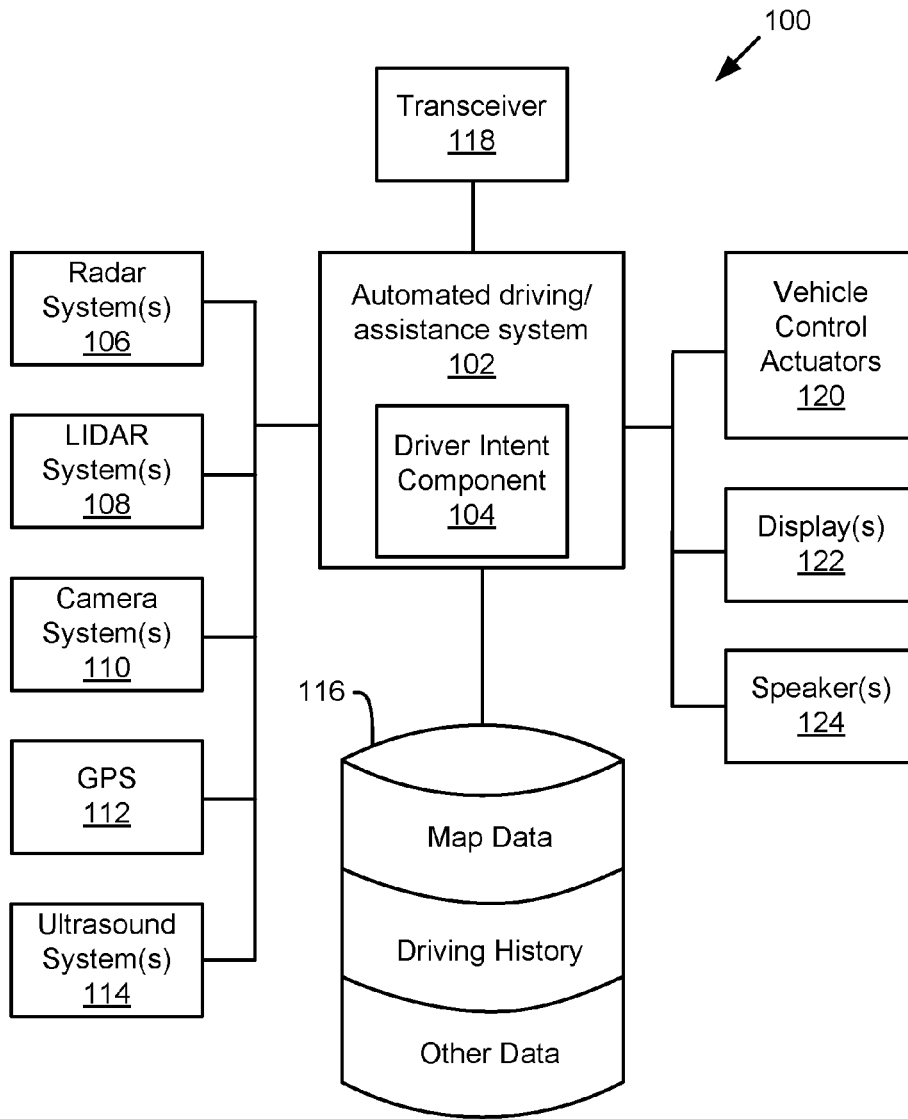 100
Transceiver
118
Radar
System(s)
106
LIDAR
System(s)
108
Camera
System(s)
110
GPS
112
Ultrasound
System(s)
114
Automated driving/
assistance system
102
Driver Intent
Component
104
Vehicle
Control
Actuators
120
Display(s)
122
Speaker(s)
124
116
Map Data
Driving History
Other Data